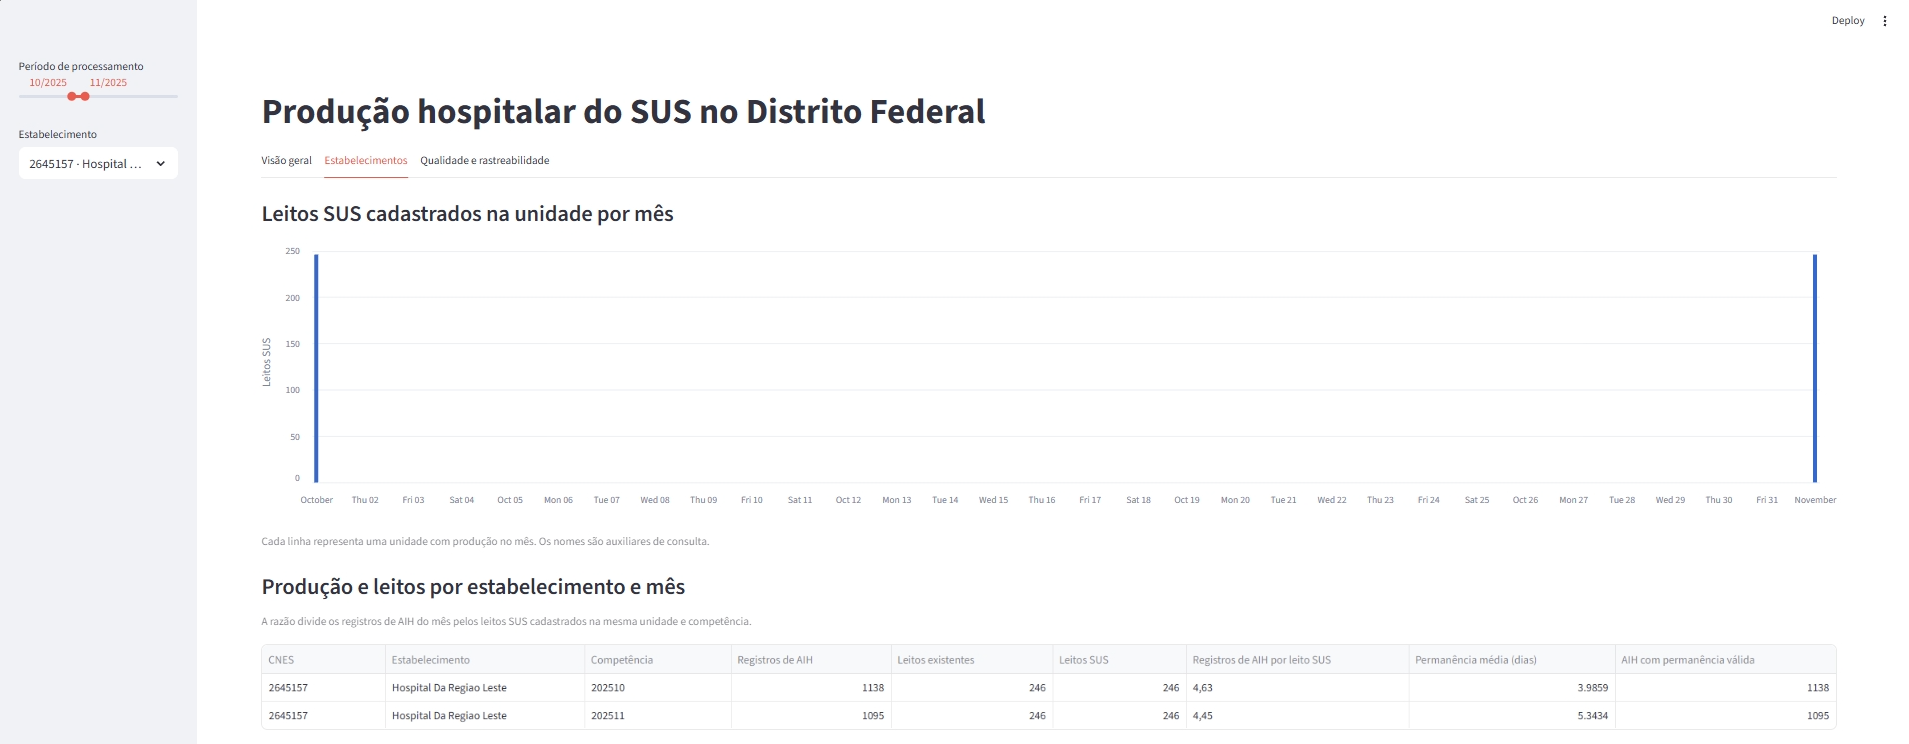 Deploy
Período de processamento
10/2025 11/2025
Estabelecimento
2645157 · Hospital ...
Produção hospitalar do SUS no Distrito Federal
Visão geral Estabelecimentos Qualidade e rastreabilidade
Leitos SUS cadastrados na unidade por mês
250
200
150
100
50
0
Leitos SUS
October Thu 02 Fri 03 Sat 04 Oct 05 Mon 06 Tue 07 Wed 08 Thu 09 Fri 10 Sat 11 Oct 12 Mon 13 Tue 14 Wed 15 Thu 16 Fri 17 Sat 18 Oct 19 Mon 20 Tue 21 Wed 22 Thu 23 Fri 24 Sat 25 Oct 26 Mon 27 Tue 28 Wed 29 Thu 30 Fri 31 November
Cada linha representa uma unidade com produção no mês. Os nomes são auxiliares de consulta.
Produção e leitos por estabelecimento e mês
A razão divide os registros de AIH do mês pelos leitos SUS cadastrados na mesma unidade e competência.
CNES Estabelecimento Competência Registros de AIH Leitos existentes Leitos SUS Registros de AIH por leito SUS Permanência média (dias) AIH com permanência válida
2645157 Hospital Da Regiao Leste 202510 1138 246 246 4,63 3.9859 1138
2645157 Hospital Da Regiao Leste 202511 1095 246 246 4,45 5.3434 1095